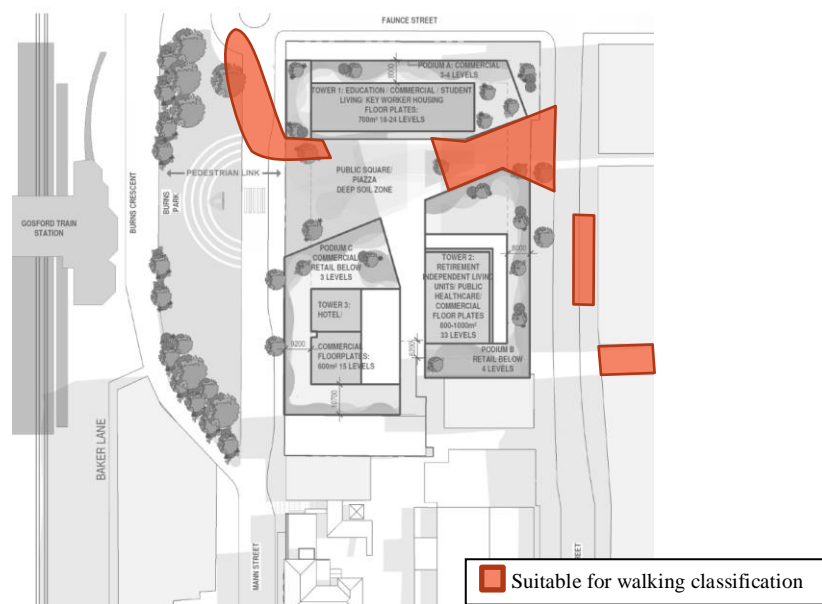 FAUNCE STREET
PODIUM A: COMMERCIAL
3-4 LEVELS
8000
TOWER 1: EDUCATION / COMMERCIAL / STUDENT
LIVING/ KEY WORKER HOUSING
FLOOR PLATES:
700m² 18-24 LEVELS
PEDESTRIAN LINK
PUBLIC SQUARE/
PIAZZA
DEEP SOIL ZONE
BURNS CRESCENT
BURNS
PARK
GOSFORD TRAIN
STATION
PODIUM C
COMMERCIAL
RETAIL BELOW
3 LEVELS
8000
TOWER 2:
RETIREMENT
INDEPENDENT LIVING
UNITS/ PUBLIC
HEALTHCARE/
COMMERCIAL
FLOOR PLATES
800-1000m²
33 LEVELS
TOWER 3:
HOTEL/
9200
COMMERCIAL
FLOORPLATES:
600m² 15 LEVELS
PODIUM B
RETAIL BELOW
4 LEVELS
10700
BAKER LANE
MANN STREET
Suitable for walking classification